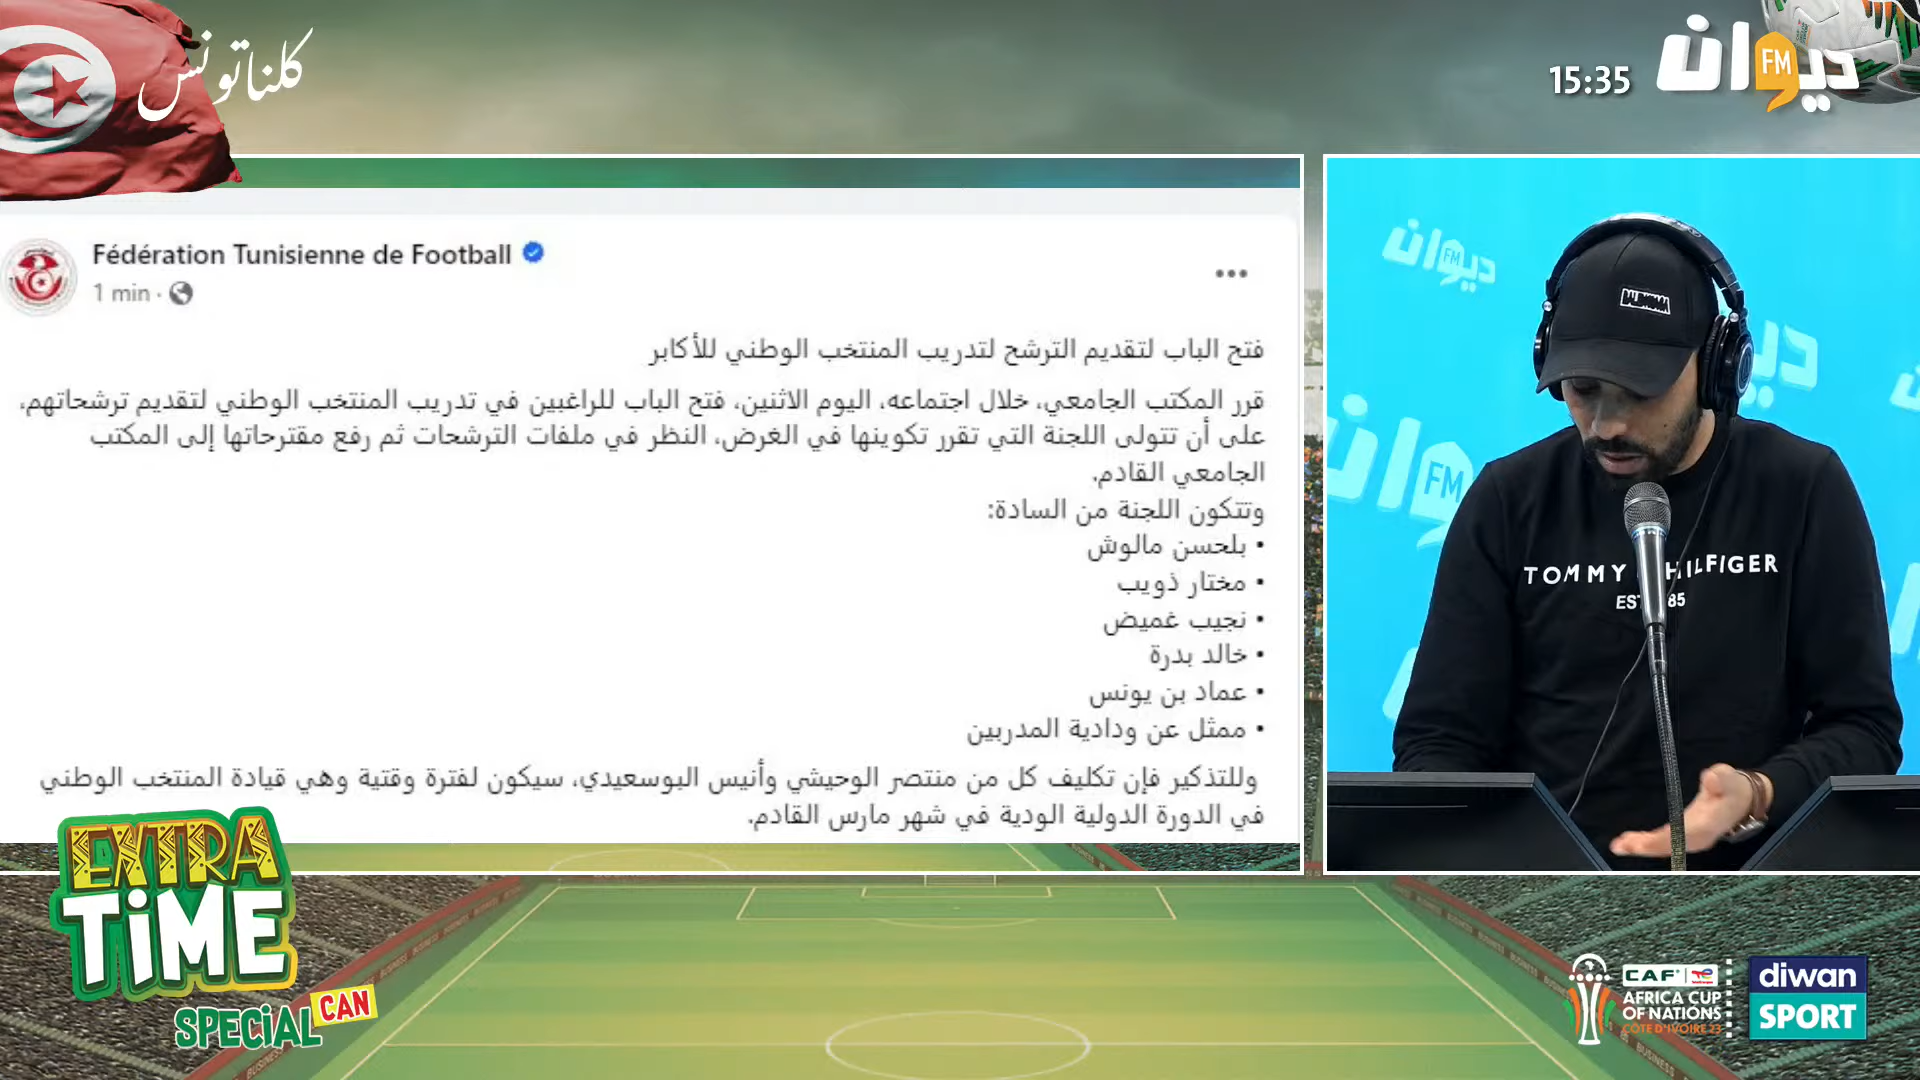 كلنا تونس
15:35
ديوان FM
Fédération Tunisienne de Football
1 min ·
فتح الباب لتقديم الترشح لتدريب المنتخب الوطني للأكابر
قرر المكتب الجامعي، خلال اجتماعه، اليوم الاثنين، فتح الباب للراغبين في تدريب المنتخب الوطني لتقديم ترشحاتهم،
على أن تتولى اللجنة التي تقرر تكوينها في الغرض، النظر في ملفات الترشحات ثم رفع مقترحاتها إلى المكتب
الجامعي القادم.
وتتكون اللجنة من السادة:
• بلحسن مالوش
• مختار ذويب
• نجيب غميض
• خالد بدرة
• عماد بن يونس
• ممثل عن ودادية المدربين
وللتذكير فإن تكليف كل من منتصر الوحيشي وأنيس البوسعيدي، سيكون لفترة وقتية وهي قيادة المنتخب الوطني
في الدورة الدولية الودية في شهر مارس القادم.
ديوان FM
TOMMY HILFIGER
EST 85
EXTRA
TiME
SPECiAL CAN
CAF
AFRICA CUP
OF NATIONS
CÔTE D'IVOIRE 23
diwan
SPORT